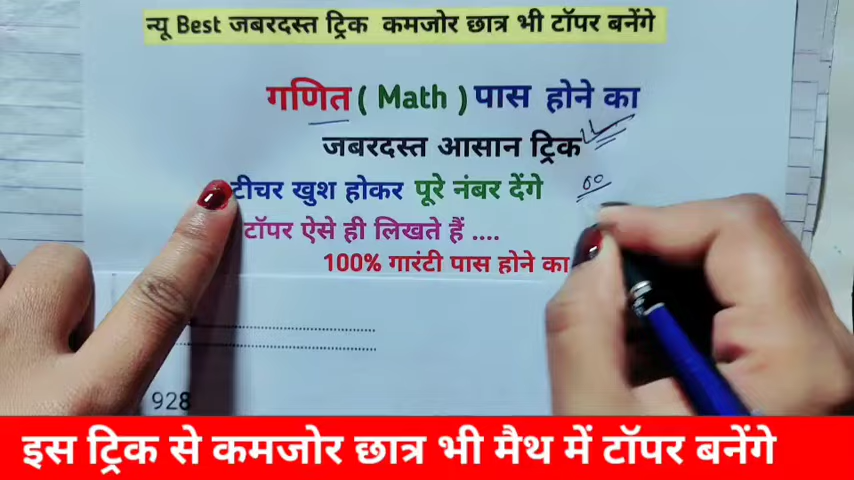 न्यू Best जबरदस्त ट्रिक कमजोर छात्र भी टॉपर बनेंगे
गणित ( Math ) पास होने का
जबरदस्त आसान ट्रिक
टीचर खुश होकर पूरे नंबर देंगे
60
टॉपर ऐसे ही लिखते हैं ....
100% गारंटी पास होने का
928
इस ट्रिक से कमजोर छात्र भी मैथ में टॉपर बनेंगे